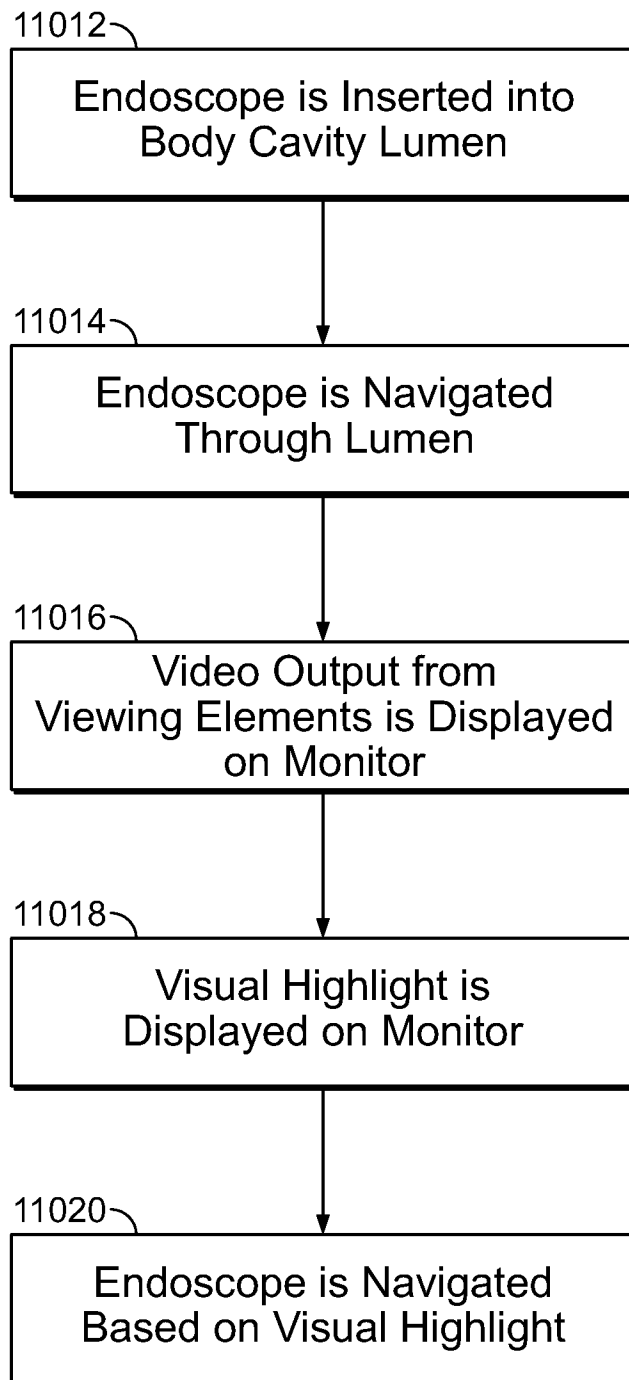 11012
Endoscope is Inserted into
Body Cavity Lumen
11014
Endoscope is Navigated
Through Lumen
11016
Video Output from
Viewing Elements is Displayed
on Monitor
11018
Visual Highlight is
Displayed on Monitor
11020
Endoscope is Navigated
Based on Visual Highlight